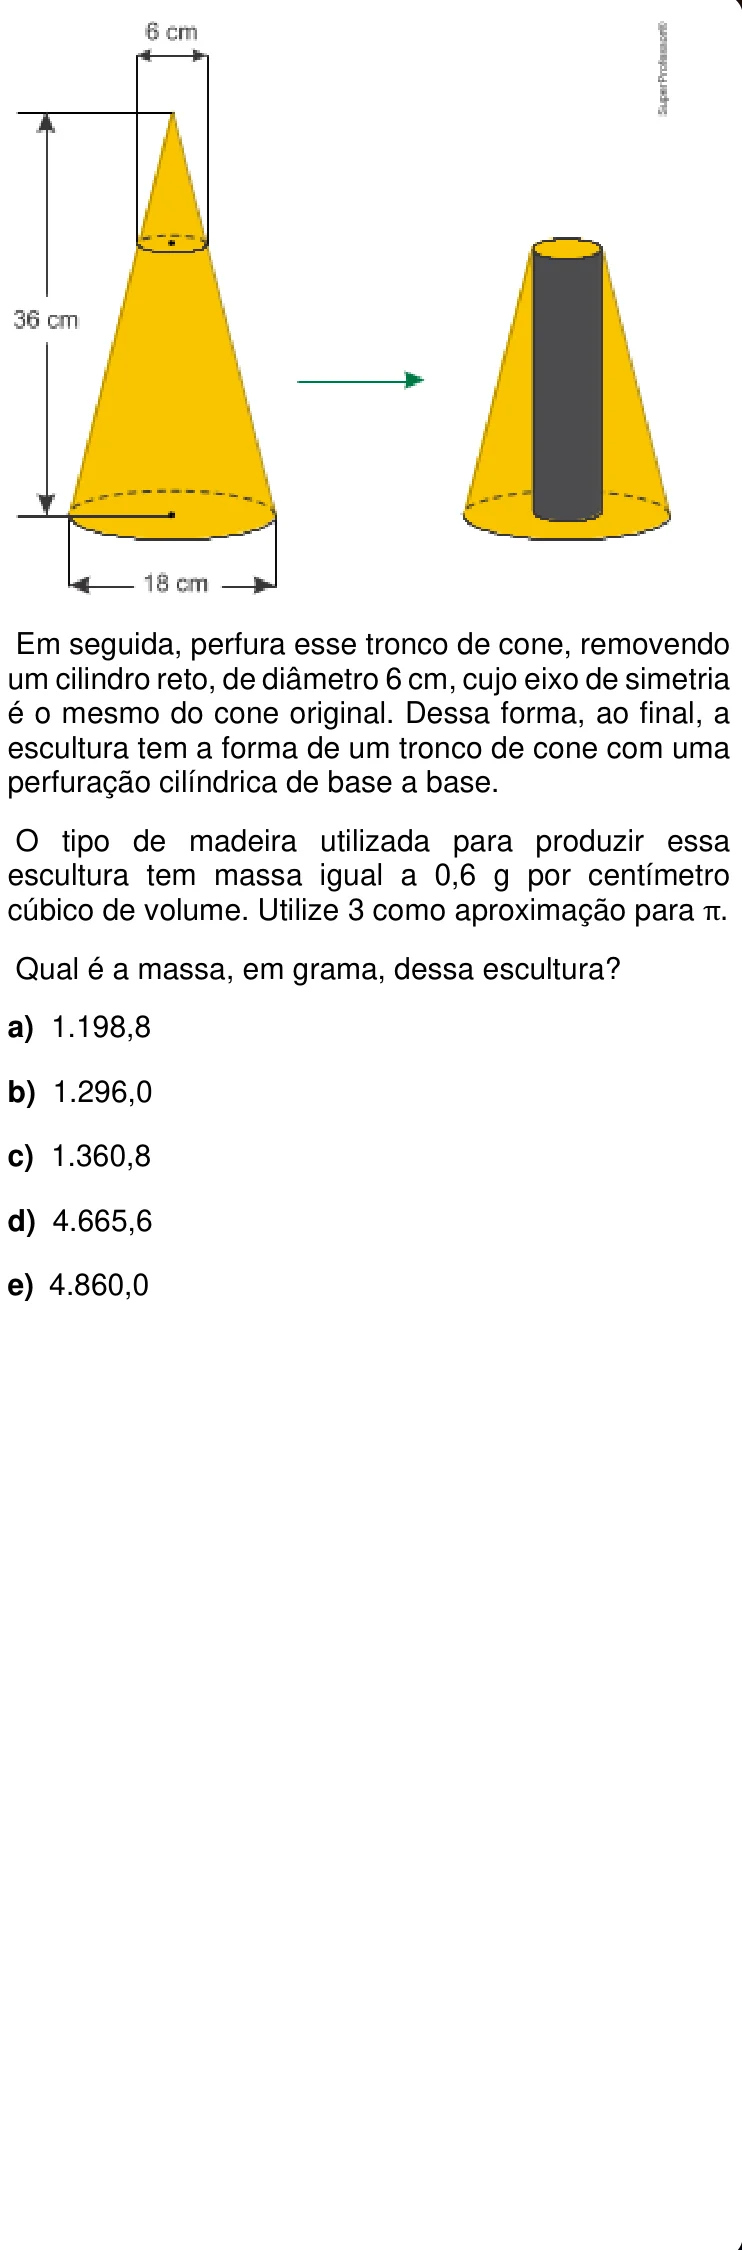 6 cm
SuperProfessor®
36 cm
18 cm
Em seguida, perfura esse tronco de cone, removendo
um cilindro reto, de diâmetro 6 cm, cujo eixo de simetria
é o mesmo do cone original. Dessa forma, ao final, a
escultura tem a forma de um tronco de cone com uma
perfuração cilíndrica de base a base.
O tipo de madeira utilizada para produzir essa
escultura tem massa igual a 0,6 g por centímetro
cúbico de volume. Utilize 3 como aproximação para π.
Qual é a massa, em grama, dessa escultura?
a) 1.198,8
b) 1.296,0
c) 1.360,8
d) 4.665,6
e) 4.860,0